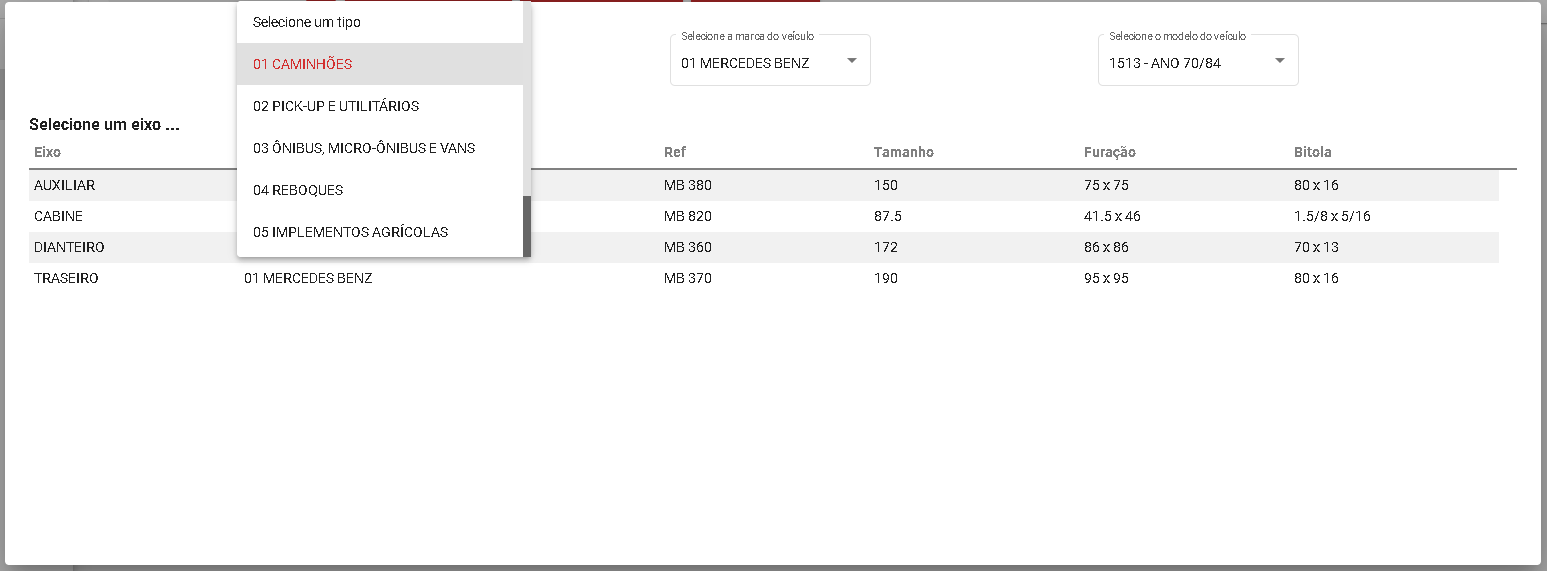 Selecione um tipo
01 CAMINHÕES
02 PICK-UP E UTILITÁRIOS
03 ÔNIBUS, MICRO-ÔNIBUS E VANS
04 REBOQUES
05 IMPLEMENTOS AGRÍCOLAS
Selecione a marca do veículo
01 MERCEDES BENZ
Selecione o modelo do veículo
1513 - ANO 70/84
Selecione um eixo ...
Eixo Ref Tamanho Furação Bitola
AUXILIAR MB 380 150 75 x 75 80 x 16
CABINE MB 820 87.5 41.5 x 46 1.5/8 x 5/16
DIANTEIRO MB 360 172 86 x 86 70 x 13
TRASEIRO 01 MERCEDES BENZ MB 370 190 95 x 95 80 x 16